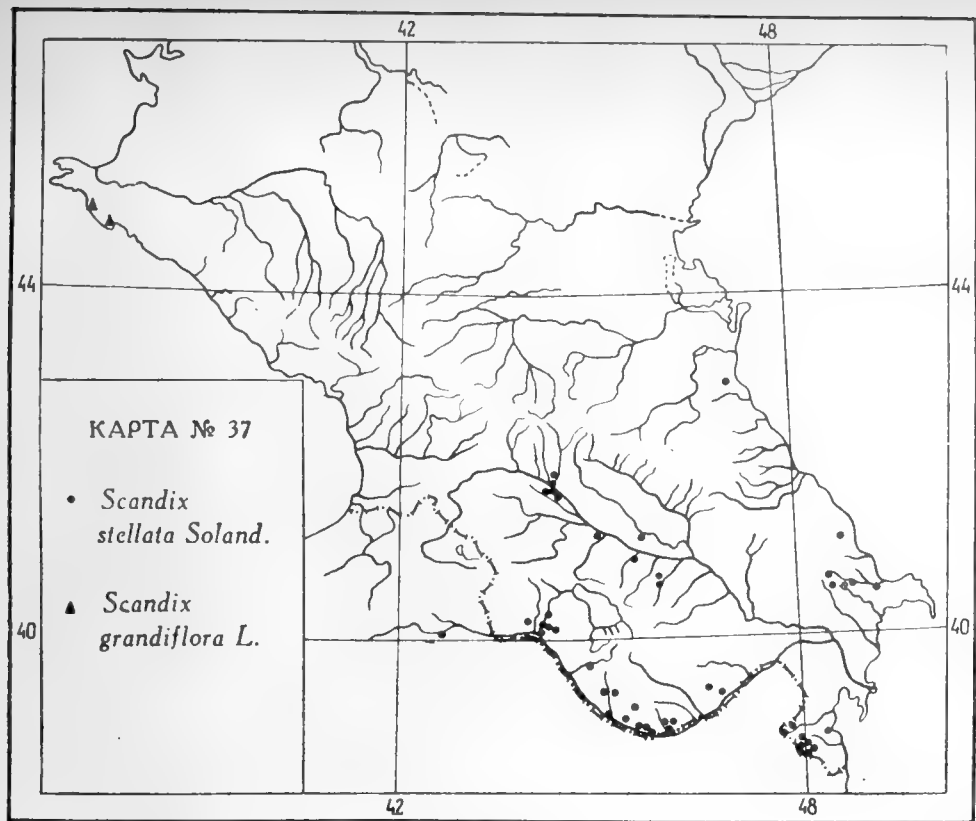 42 48
44 44
КАРТА № 37
Scandix
stellata Soland.
Scandix
grandiflora L.
40 40
42 48